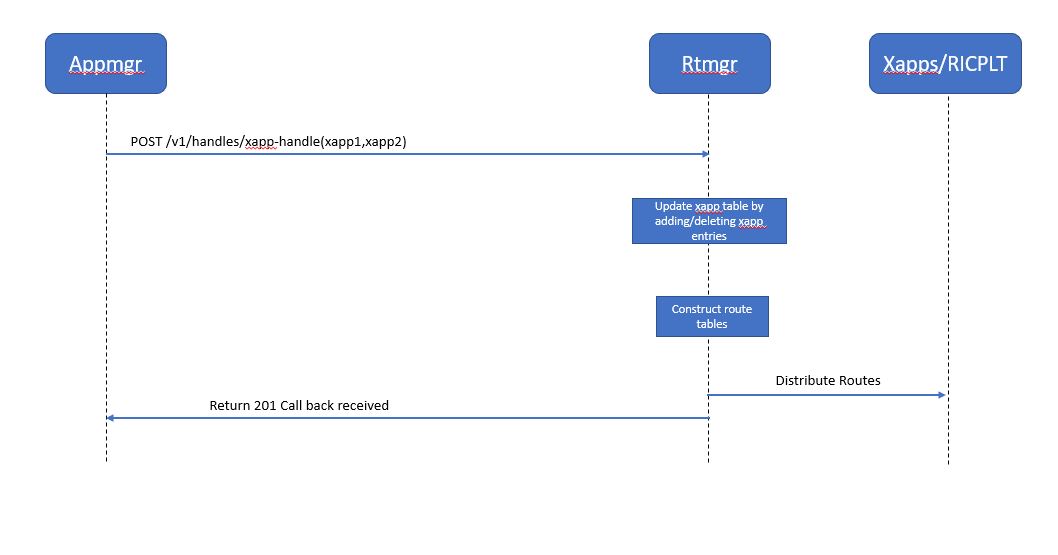 Appmgr
Rtmgr
Xapps/RICPLT
POST /v1/handles/xapp-handle(xapp1,xapp2)
Update xapp table by
adding/deleting xapp
entries
Construct route
tables
Distribute Routes
Return 201 Call back received